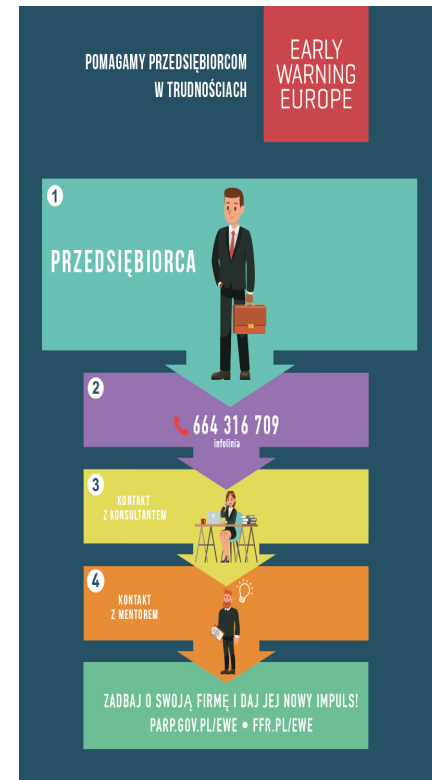 POMAGAMY PRZEDSIĘBIORCOM
W TRUDNOŚCIACH
EARLY
WARNING
EUROPE
1
PRZEDSIĘBIORCA
2
664 316 709
infolinia
3
KONTAKT
Z KONSULTANTEM
4
KONTAKT
Z MENTOREM
ZADBAJ O SWOJĄ FIRMĘ I DAJ JEJ NOWY IMPULS!
PARP.GOV.PL/EWE • FFR.PL/EWE